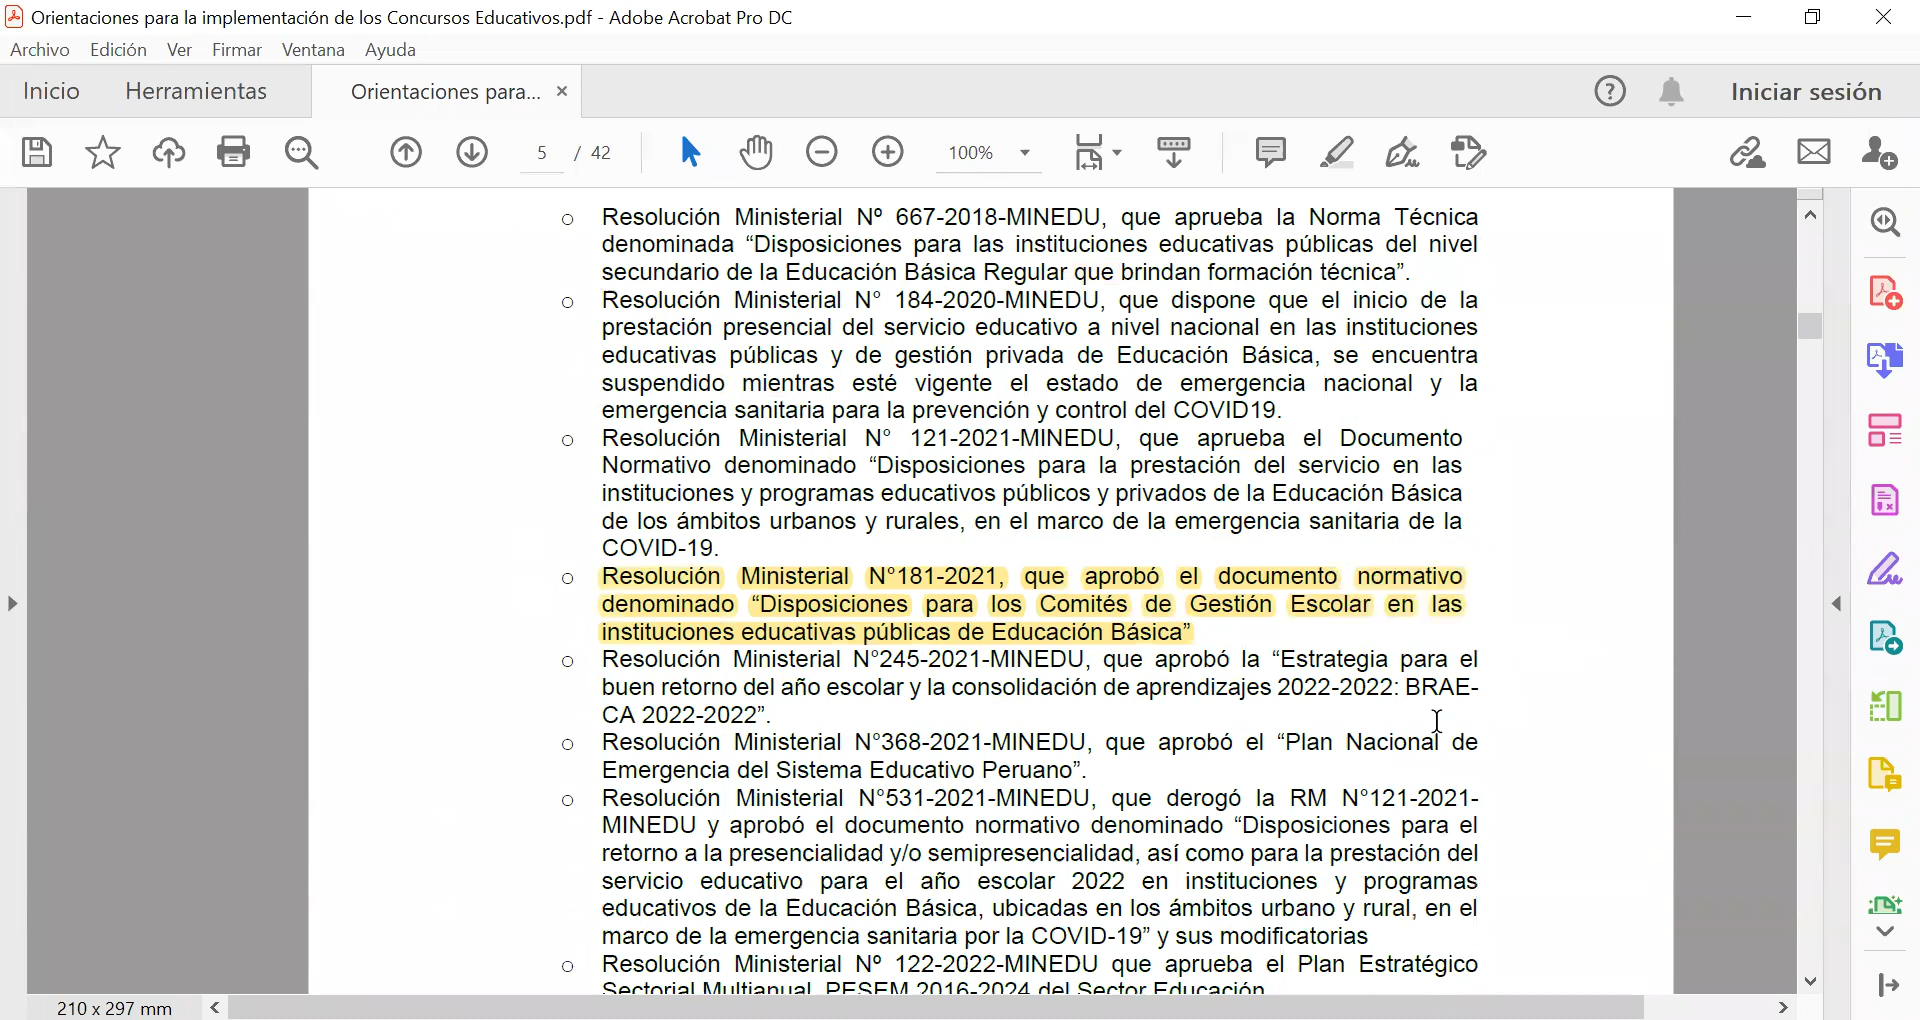 Orientaciones para la implementación de los Concursos Educativos.pdf - Adobe Acrobat Pro DC
Archivo Edición Ver Firmar Ventana Ayuda
Inicio Herramientas Orientaciones para... × Iniciar sesión
5 / 42 100%
o Resolución Ministerial Nº 667-2018-MINEDU, que aprueba la Norma Técnica
denominada “Disposiciones para las instituciones educativas públicas del nivel
secundario de la Educación Básica Regular que brindan formación técnica”.
o Resolución Ministerial N° 184-2020-MINEDU, que dispone que el inicio de la
prestación presencial del servicio educativo a nivel nacional en las instituciones
educativas públicas y de gestión privada de Educación Básica, se encuentra
suspendido mientras esté vigente el estado de emergencia nacional y la
emergencia sanitaria para la prevención y control del COVID19.
o Resolución Ministerial N° 121-2021-MINEDU, que aprueba el Documento
Normativo denominado “Disposiciones para la prestación del servicio en las
instituciones y programas educativos públicos y privados de la Educación Básica
de los ámbitos urbanos y rurales, en el marco de la emergencia sanitaria de la
COVID-19.
o Resolución Ministerial N°181-2021, que aprobó el documento normativo
denominado “Disposiciones para los Comités de Gestión Escolar en las
instituciones educativas públicas de Educación Básica”
o Resolución Ministerial N°245-2021-MINEDU, que aprobó la “Estrategia para el
buen retorno del año escolar y la consolidación de aprendizajes 2022-2022: BRAE-
CA 2022-2022”.
o Resolución Ministerial N°368-2021-MINEDU, que aprobó el “Plan Nacional de
Emergencia del Sistema Educativo Peruano”.
o Resolución Ministerial N°531-2021-MINEDU, que derogó la RM N°121-2021-
MINEDU y aprobó el documento normativo denominado “Disposiciones para el
retorno a la presencialidad y/o semipresencialidad, así como para la prestación del
servicio educativo para el año escolar 2022 en instituciones y programas
educativos de la Educación Básica, ubicadas en los ámbitos urbano y rural, en el
marco de la emergencia sanitaria por la COVID-19” y sus modificatorias
o Resolución Ministerial Nº 122-2022-MINEDU que aprueba el Plan Estratégico
Sectorial Multianual, PESEM 2016-2024 del Sector Educación
210 x 297 mm